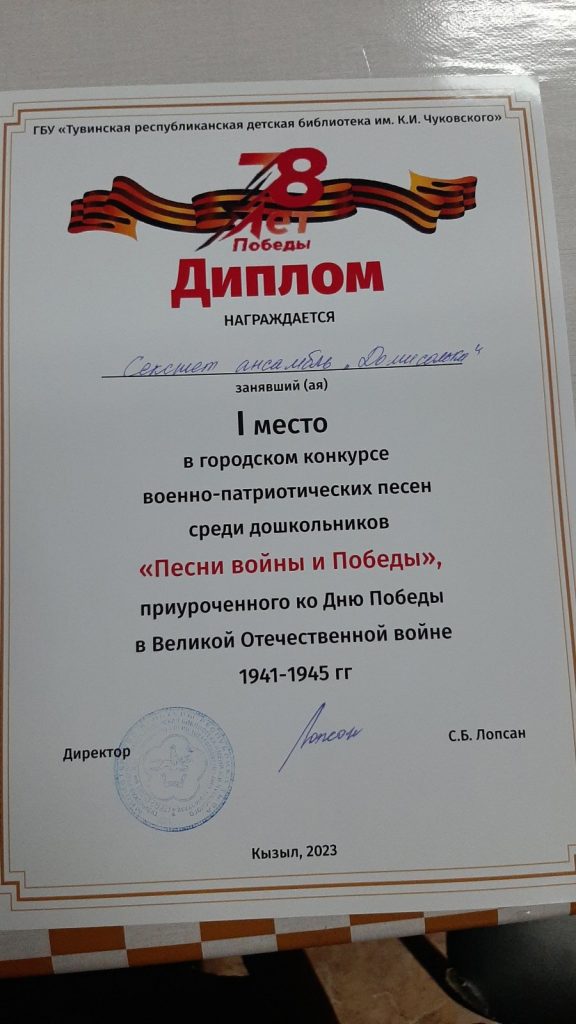 ГБУ «Тувинская республиканская детская библиотека им. К.И. Чуковского»
78
лет
Победы
Диплом
НАГРАЖДАЕТСЯ
Секстет ансамбль „Домисолька"
занявший (ая)
I место
в городском конкурсе
военно-патриотических песен
среди дошкольников
«Песни войны и Победы»,
приуроченного ко Дню Победы
в Великой Отечественной войне
1941-1945 гг
Директор
Лопсан
С.Б. Лопсан
Кызыл, 2023